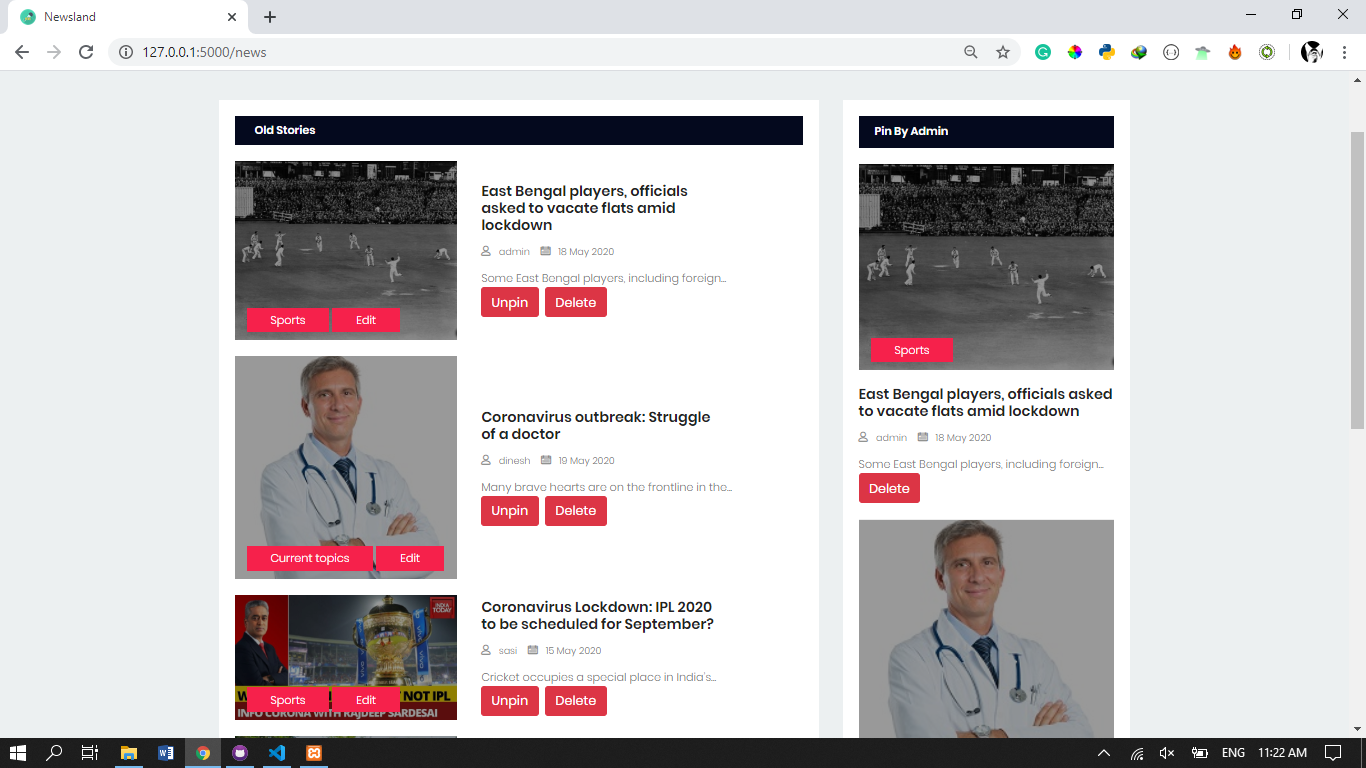 Newsland
127.0.0.1:5000/news
Old Stories
Sports Edit
East Bengal players, officials
asked to vacate flats amid
lockdown
admin 18 May 2020
Some East Bengal players, including foreign...
Unpin Delete
Current topics Edit
Coronavirus outbreak: Struggle
of a doctor
dinesh 19 May 2020
Many brave hearts are on the frontline in the...
Unpin Delete
INDIA
TODAY
NOT IPL
INFO CORONA WITH RAJDEEP SARDESAI
Sports Edit
Coronavirus Lockdown: IPL 2020
to be scheduled for September?
sasi 15 May 2020
Cricket occupies a special place in India's...
Unpin Delete
Pin By Admin
Sports
East Bengal players, officials asked
to vacate flats amid lockdown
admin 18 May 2020
Some East Bengal players, including foreign...
Delete
ENG 11:22 AM